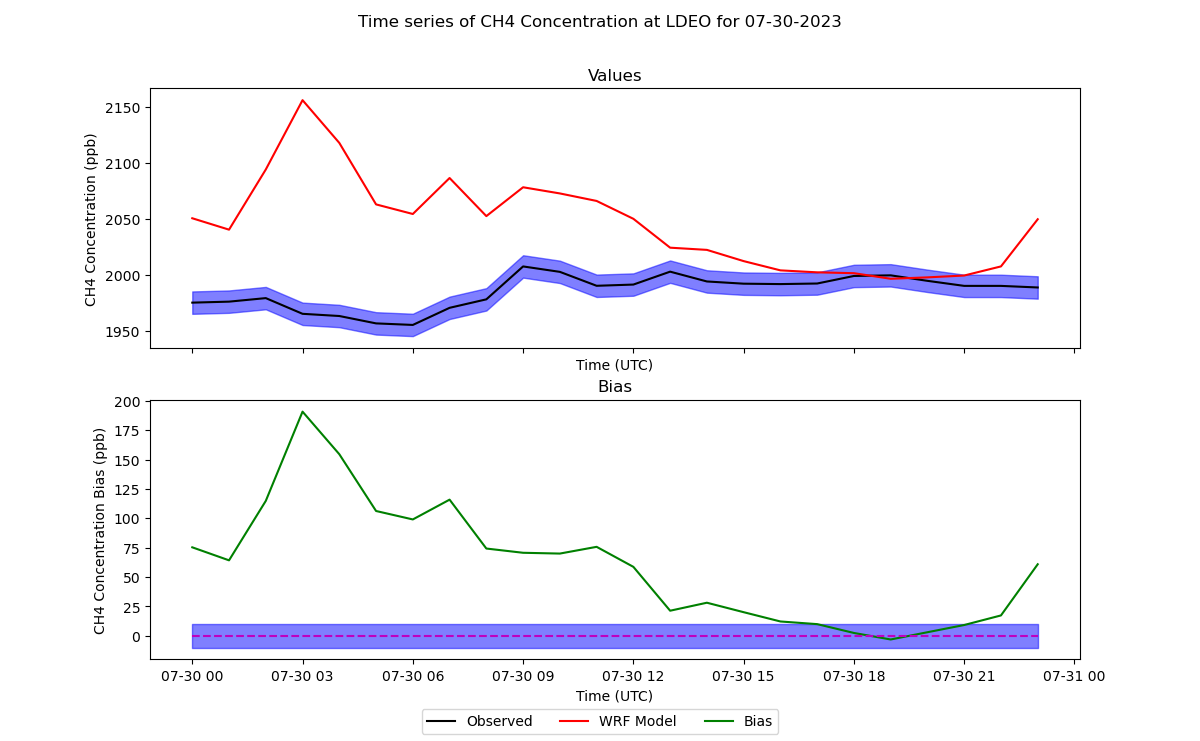 Time series of CH4 Concentration at LDEO for 07-30-2023
Values
CH4 Concentration (ppb)
2150
2100
2050
2000
1950
Time (UTC)
Bias
CH4 Concentration Bias (ppb)
200
175
150
125
100
75
50
25
0
07-30 00 07-30 03 07-30 06 07-30 09 07-30 12 07-30 15 07-30 18 07-30 21 07-31 00
Time (UTC)
Observed WRF Model Bias